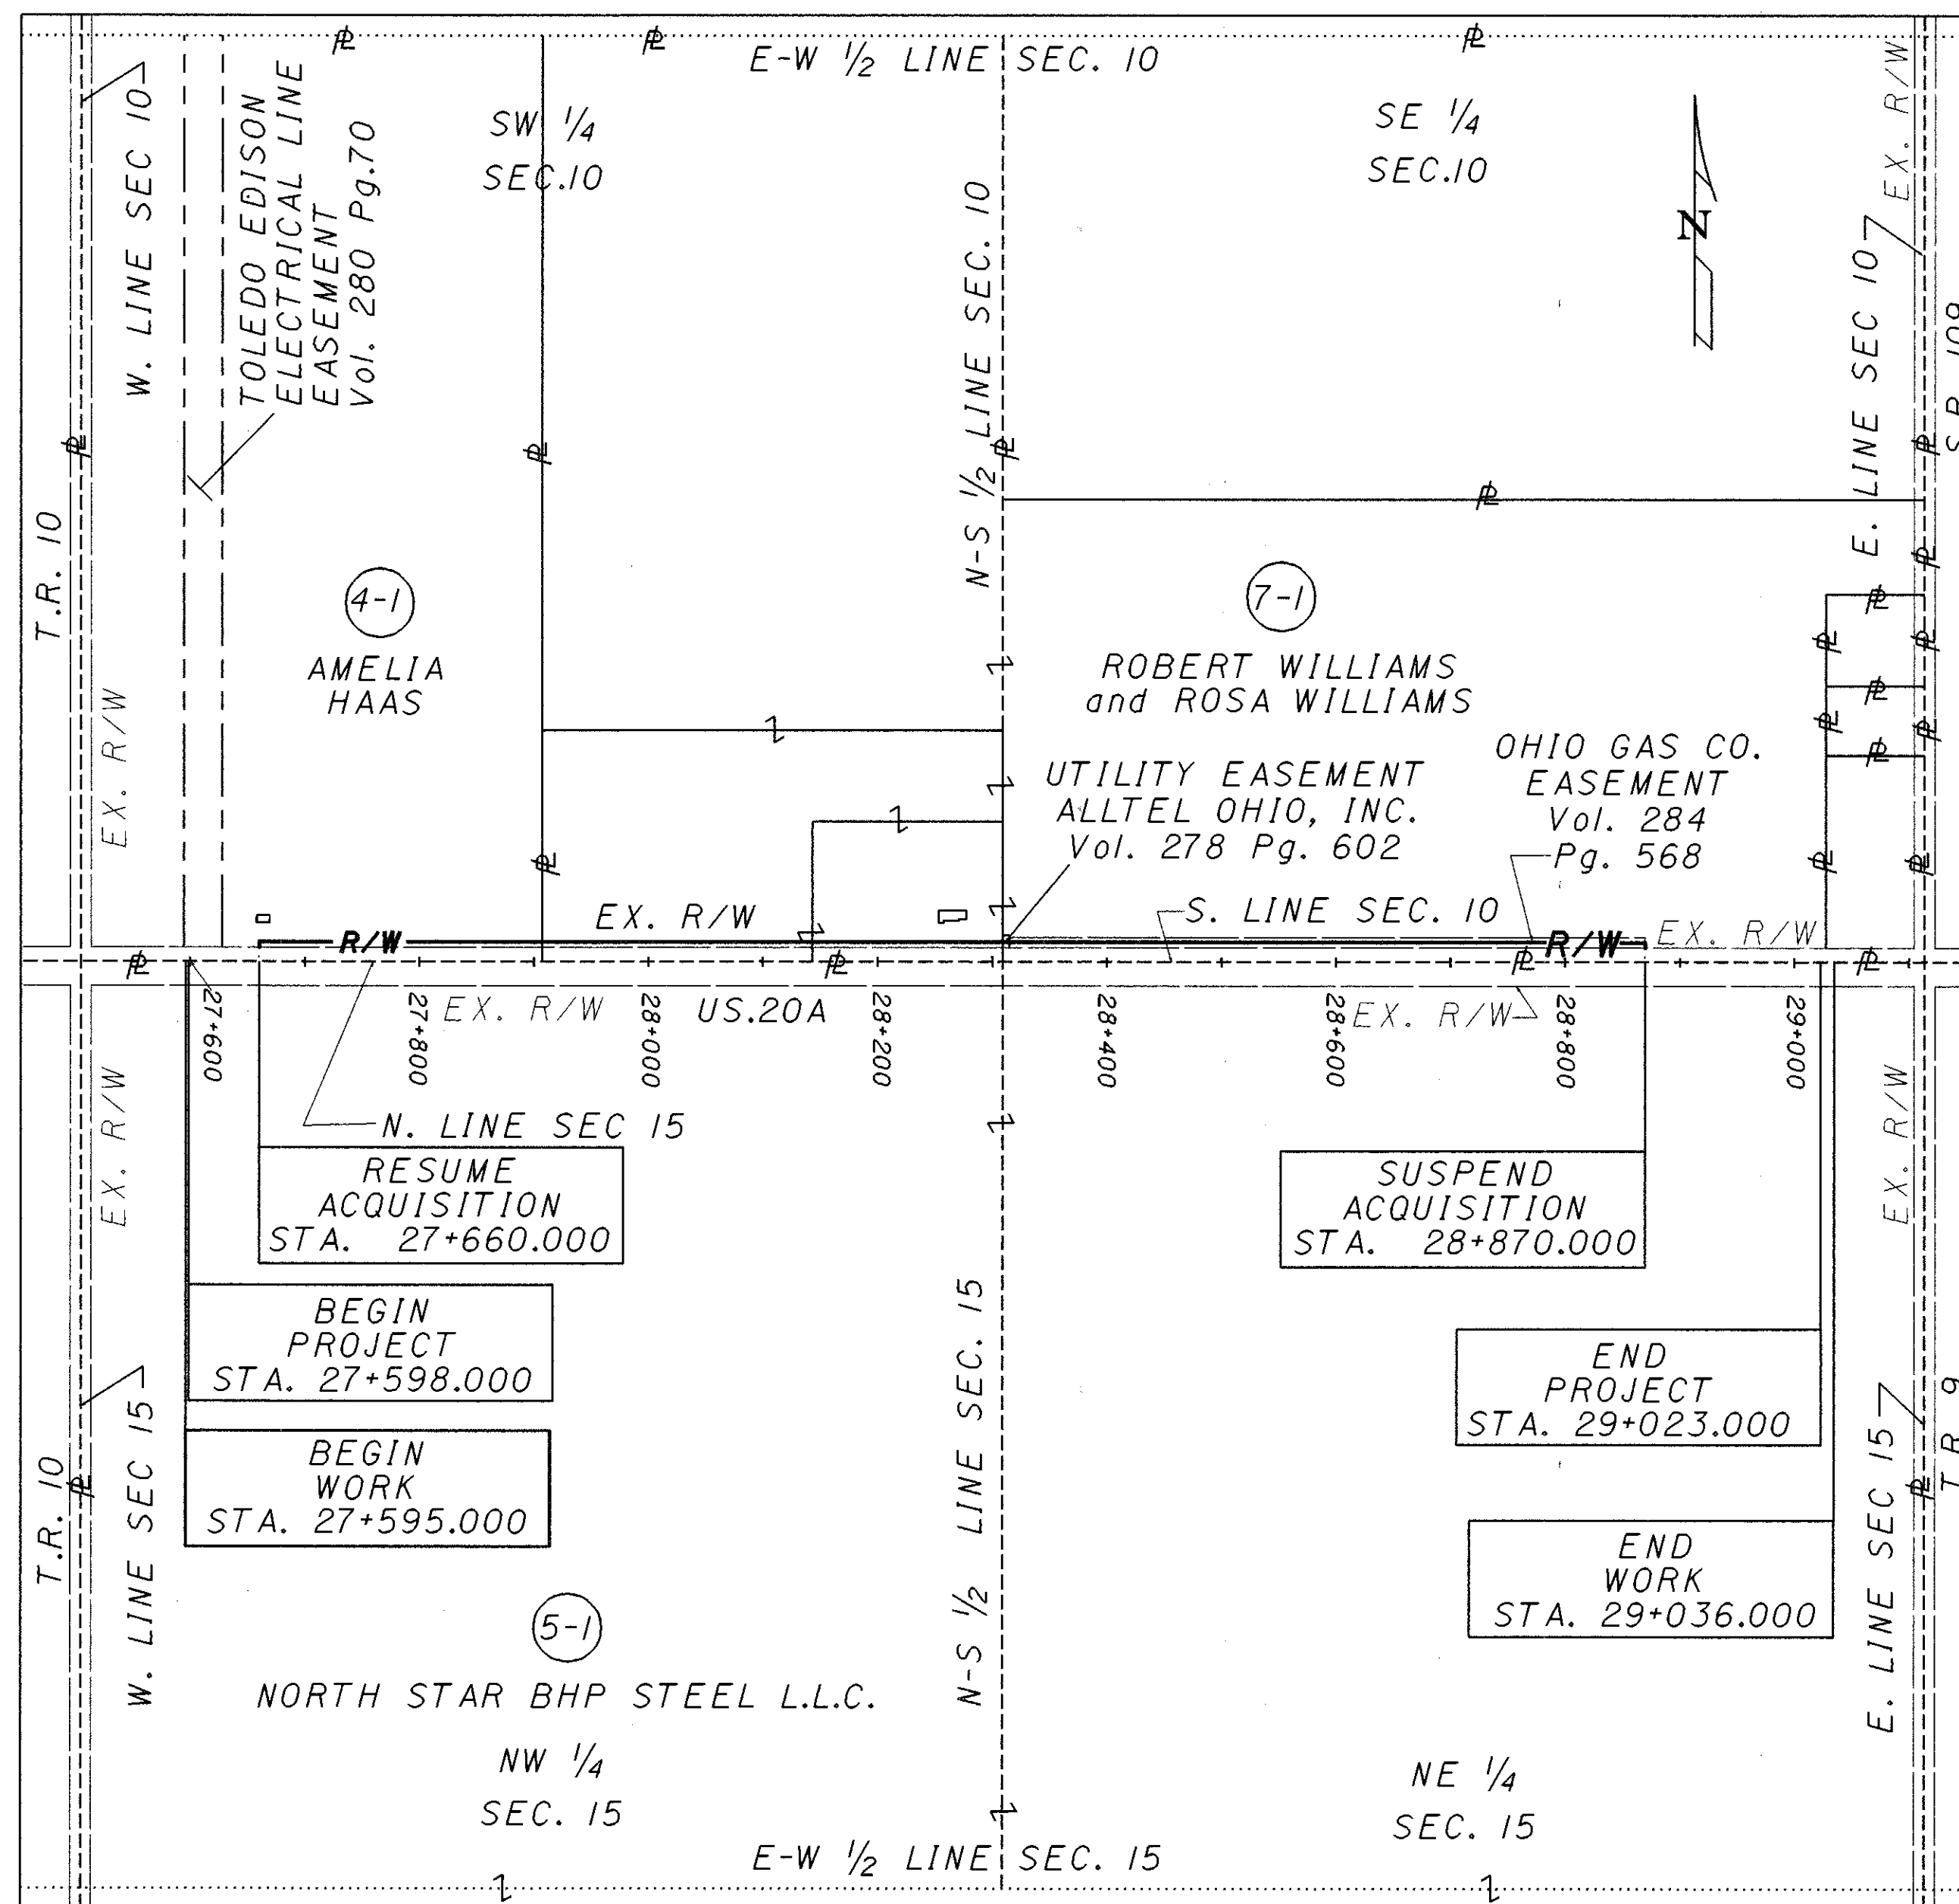 E-W 1/2 LINE SEC. 10
W. LINE SEC 10
TOLEDO EDISON
ELECTRICAL LINE
EASEMENT
Vol. 280 Pg.70
SW 1/4
SEC.10
N-S 1/2 LINE SEC. 10
SE 1/4
SEC.10
N
EX. R/W
E. LINE SEC 10
S.R. 108
T.R. 10
EX. R/W
4-1
AMELIA
HAAS
7-1
ROBERT WILLIAMS
and ROSA WILLIAMS
UTILITY EASEMENT
ALLTEL OHIO, INC.
Vol. 278 Pg. 602
OHIO GAS CO.
EASEMENT
Vol. 284
Pg. 568
EX. R/W
S. LINE SEC. 10
R/W
R/W
EX. R/W
EX. R/W
US.20A
EX. R/W
27+600
27+800
28+000
28+200
28+400
28+600
28+800
29+000
EX. R/W
EX. R/W
N. LINE SEC 15
RESUME
ACQUISITION
STA. 27+660.000
SUSPEND
ACQUISITION
STA. 28+870.000
BEGIN
PROJECT
STA. 27+598.000
END
PROJECT
STA. 29+023.000
BEGIN
WORK
STA. 27+595.000
END
WORK
STA. 29+036.000
T.R. 10
W. LINE SEC 15
N-S 1/2 LINE SEC. 15
E. LINE SEC 15
T.R. 9
5-1
NORTH STAR BHP STEEL L.L.C.
NW 1/4
SEC. 15
NE 1/4
SEC. 15
E-W 1/2 LINE SEC. 15